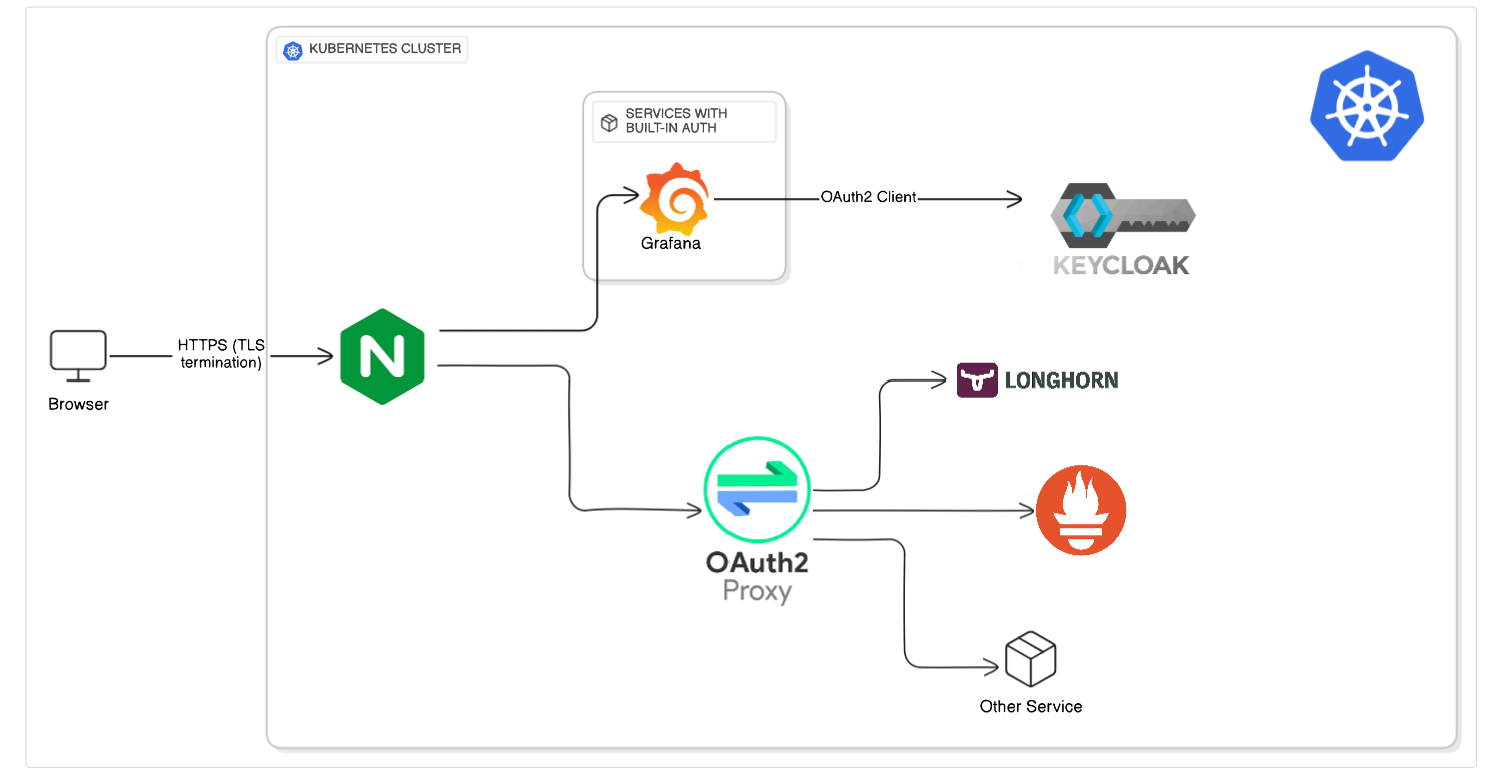 KUBERNETES CLUSTER
SERVICES WITH
BUILT-IN AUTH
Grafana
OAuth2 Client
KEYCLOAK
HTTPS (TLS
termination)
Browser
N
LONGHORN
OAuth2
Proxy
Other Service